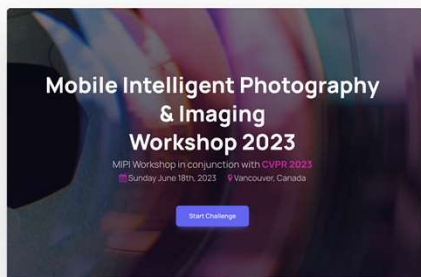 Mobile Intelligent Photography
& Imaging
Workshop 2023
MIPI Workshop in conjunction with CVPR 2023
Sunday June 18th, 2023 Vancouver, Canada
Start Challenge